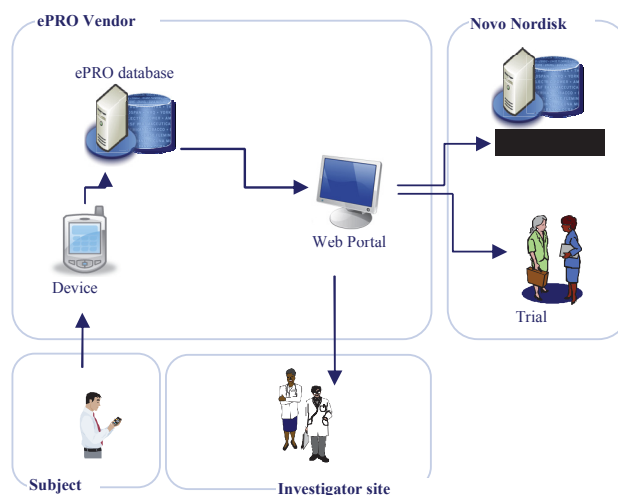 ePRO Vendor
Novo Nordisk
ePRO database
Web Portal
Device
Trial
Subject
Investigator site